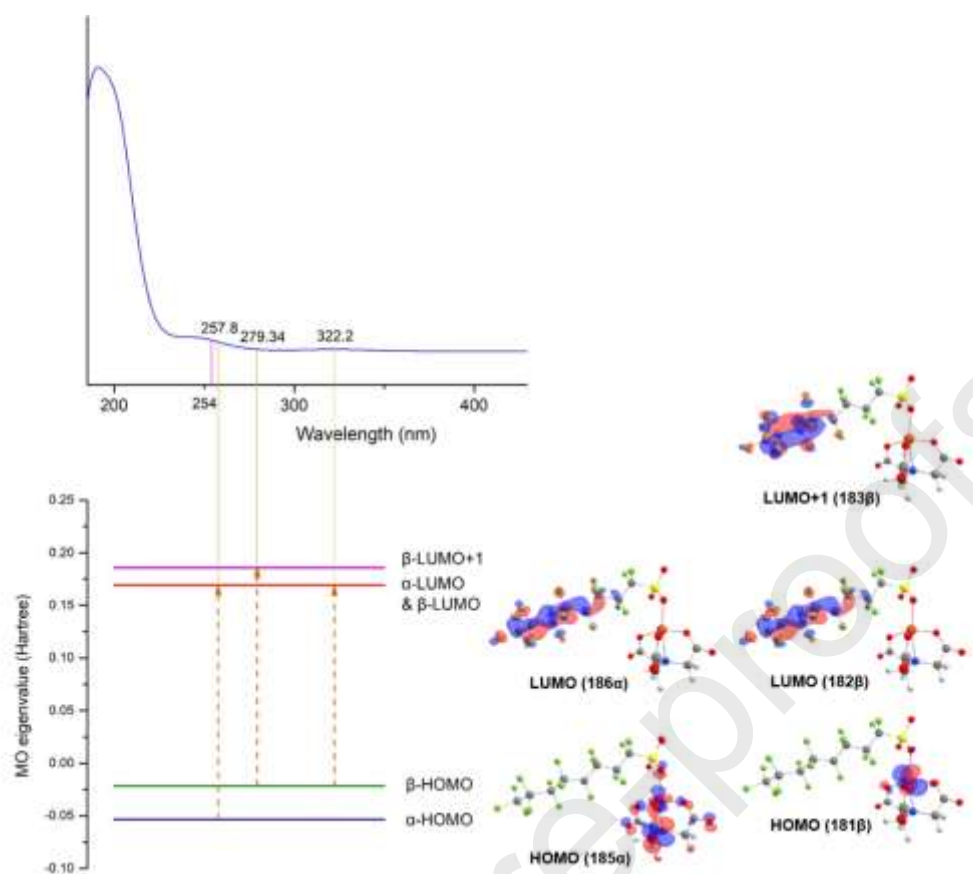 257.8
279.34
322.2
200
254
300
400
Wavelength (nm)
LUMO+1 (183β)
0.25
0.20
0.15
0.10
0.05
0.00
-0.05
-0.10
MO eigenvalue (Hartree)
β-LUMO+1
α-LUMO
& β-LUMO
β-HOMO
α-HOMO
LUMO (186α)
LUMO (182β)
HOMO (185α)
HOMO (181β)